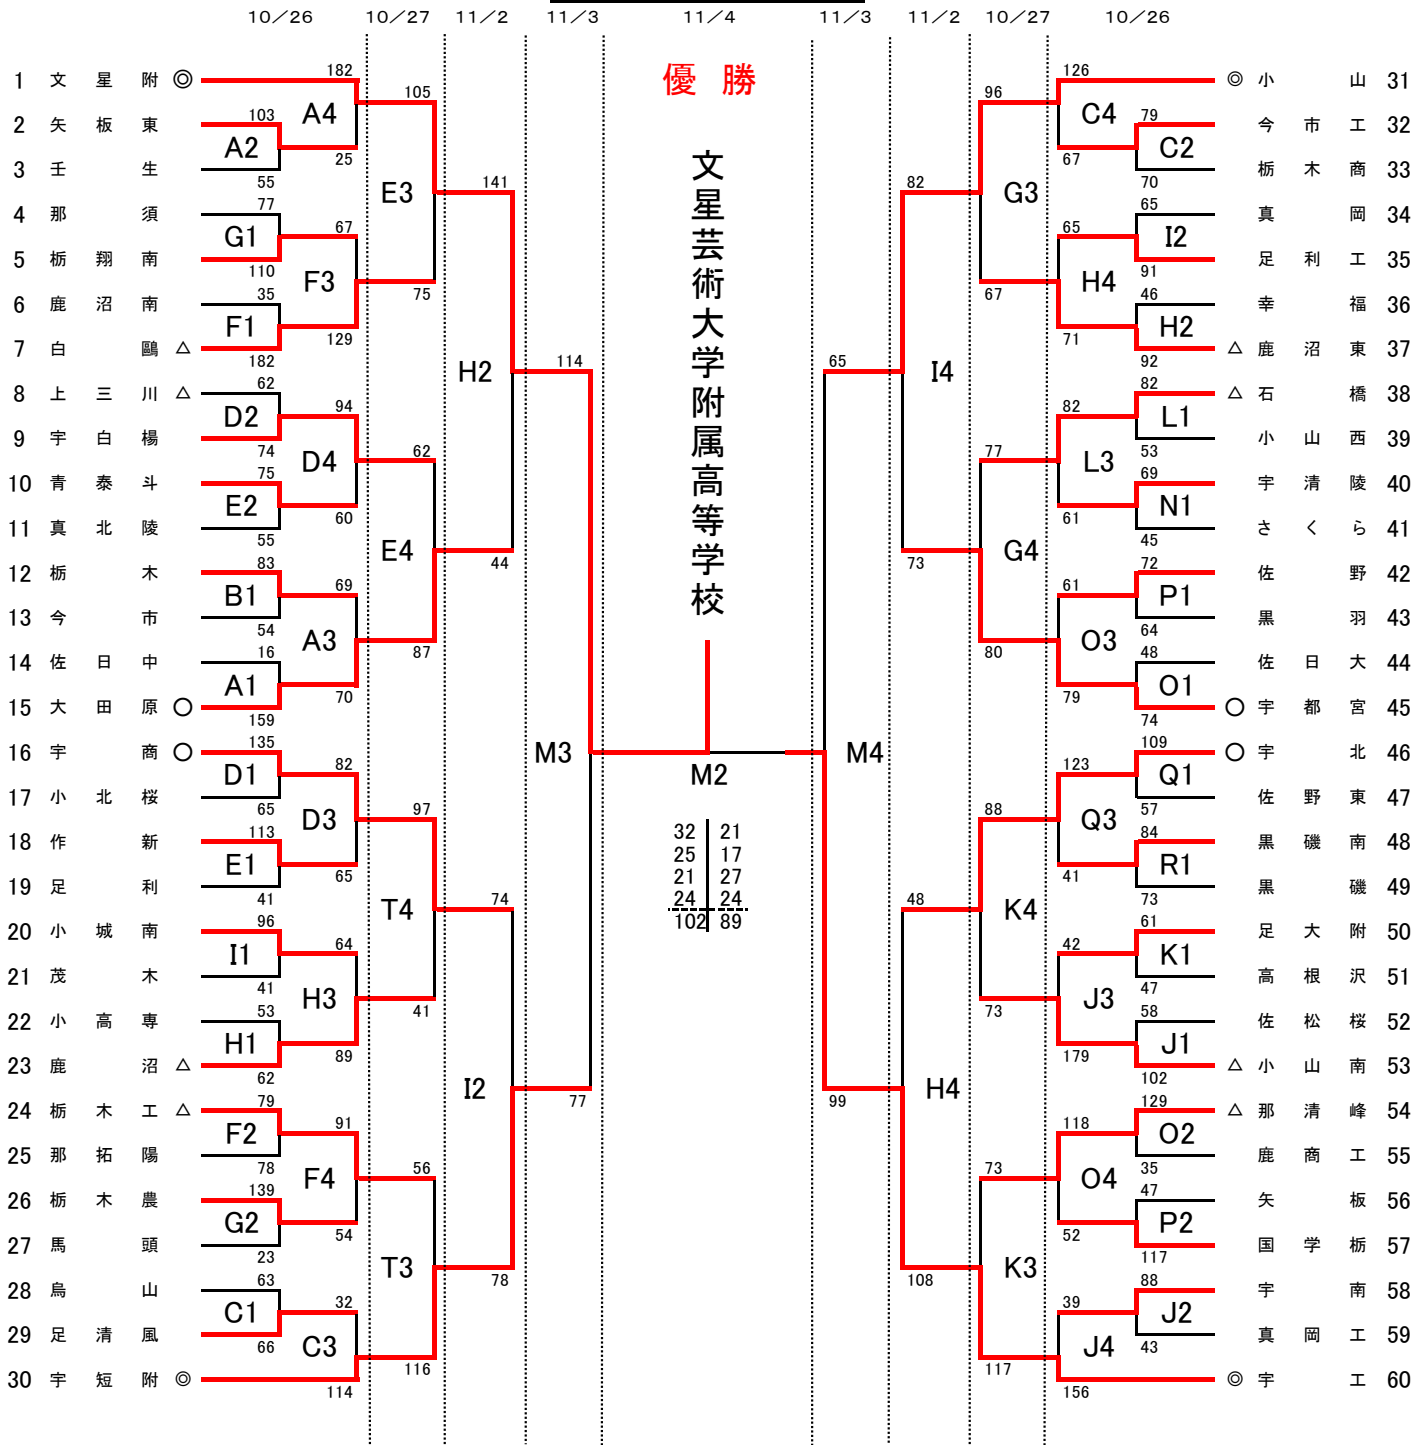 10／26 10／27 11／2 11／3 11／4 11／3 11／2 10／27 10／26
優勝
文星芸術大学附属高等学校
1 文星附 ◎
2 矢板東
3 壬生
4 那須
5 栃翔南
6 鹿沼南
7 白鷗 △
8 上三川 △
9 宇白楊
10 青泰斗
11 真北陵
12 栃木
13 今市
14 佐日中
15 大田原 ○
16 宇商 ○
17 小北桜
18 作新
19 足利
20 小城南
21 茂木
22 小高専
23 鹿沼 △
24 栃木工 △
25 那拓陽
26 栃木農
27 馬頭
28 烏山
29 足清風
30 宇短附 ◎
182 A4 25
103 A2 55
77 G1 110
67 F3 129
35 F1 182
62 D2 74
94 D4 60
75 E2 55
83 B1 54
69 A3 70
16 A1 159
135 D1 65
82 D3 65
113 E1 41
96 I1 41
64 H3 89
53 H1 62
79 F2 78
91 F4 54
139 G2 23
63 C1 66
32 C3 114
105 E3 75
62 E4 87
97 T4 41
56 T3 116
141 H2 44
74 I2 78
114 M3 77
M2
32 21
25 17
21 27
24 24
102 89
65 M4 99
82 I4 73
48 H4 108
96 G3 67
77 G4 80
88 K4 73
73 K3 117
126 C4 67
79 C2 70
65 I2 91
65 H4 71
46 H2 92
82 L1 53
82 L3 61
69 N1 45
72 P1 64
61 O3 79
48 O1 74
109 Q1 57
123 Q3 41
84 R1 73
61 K1 47
42 J3 179
58 J1 102
129 O2 35
118 O4 52
47 P2 117
88 J2 43
39 J4 156
◎ 小山 31
今市工 32
栃木商 33
真岡 34
足利工 35
幸福 36
△ 鹿沼東 37
△ 石橋 38
小山西 39
宇清陵 40
さくら 41
佐野 42
黒羽 43
佐日大 44
○ 宇都宮 45
○ 宇北 46
佐野東 47
黒磯南 48
黒磯 49
足大附 50
高根沢 51
佐松桜 52
△ 小山南 53
△ 那清峰 54
鹿商工 55
矢板 56
国学栃 57
宇南 58
真岡工 59
◎ 宇工 60